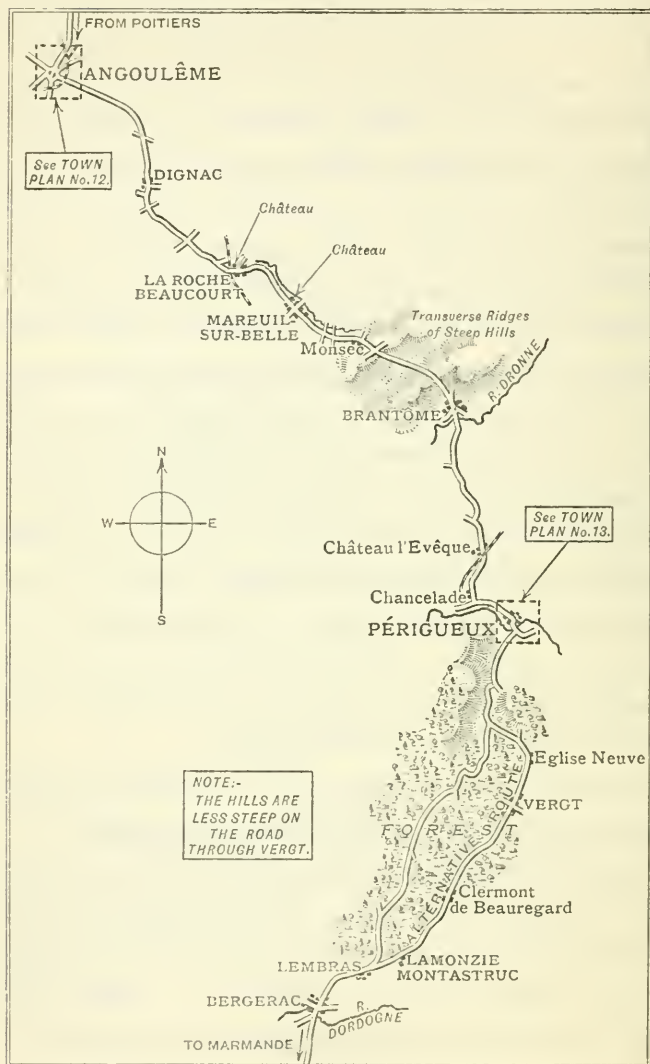 FROM POITIERS
ANGOULÊME
See TOWN
PLAN No.12.
DIGNAC
Château
Château
LA ROCHE
BEAUCOURT
MAREUIL-
SUR-BELLE
Monsec
Transverse Ridges
of Steep Hills
R. DRONNE
BRANTÔME
N
W
E
S
See TOWN
PLAN No.13.
Château l'Evêque
Chancelade
PÉRIGUEUX
Eglise Neuve
NOTE:-
THE HILLS ARE
LESS STEEP ON
THE ROAD
THROUGH VERGT.
VERGT
FOREST
ALTERNATIVE ROUTE
Clermont
de Beauregard
LAMONZIE
MONTASTRUC
LEMBRAS
BERGERAC
R.
DORDOGNE
TO MARMANDE